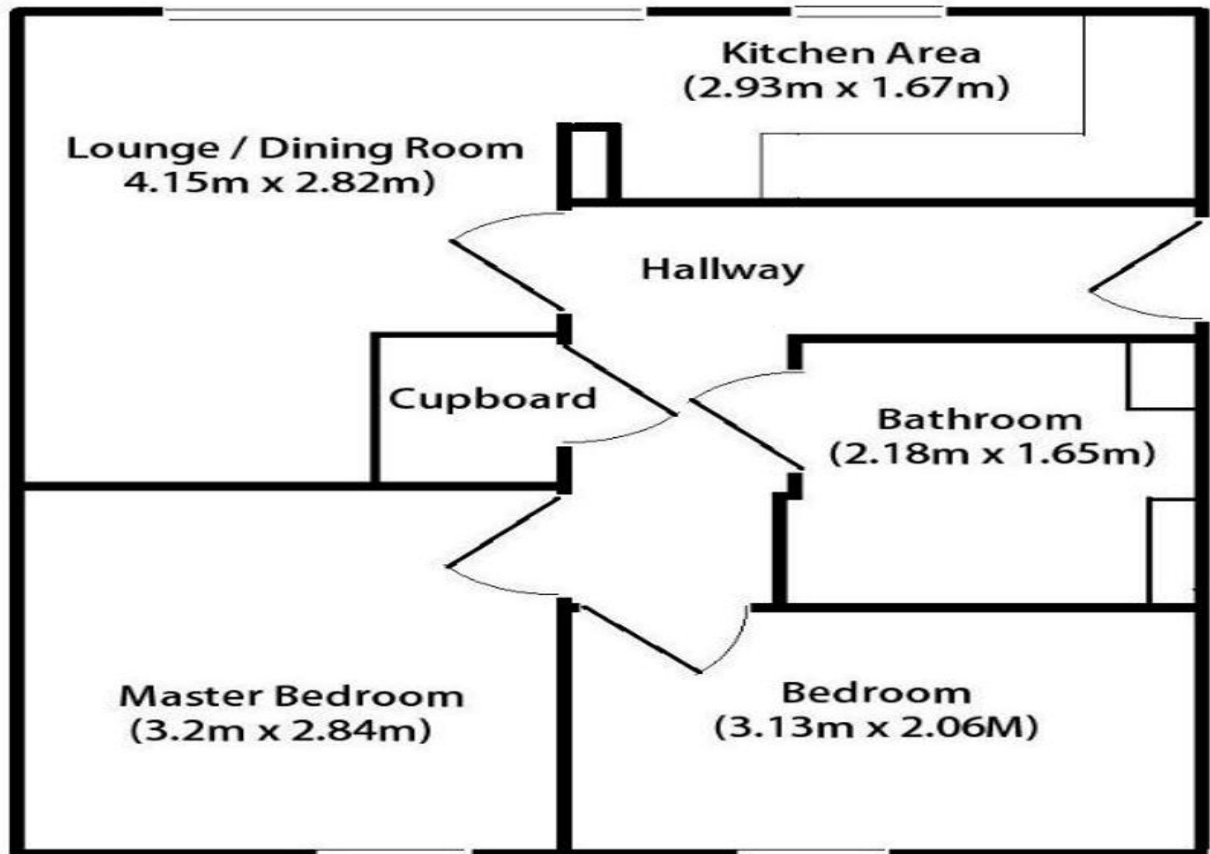 Kitchen Area
(2.93m x 1.67m)
Lounge / Dining Room
4.15m x 2.82m)
Hallway
Cupboard
Bathroom
(2.18m x 1.65m)
Master Bedroom
(3.2m x 2.84m)
Bedroom
(3.13m x 2.06M)